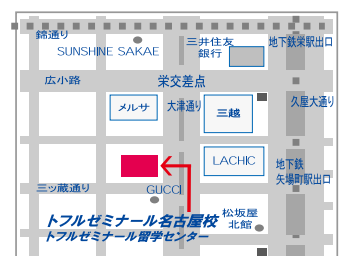 錦通り
SUNSHINE SAKAE
三井住友
銀行
地下鉄栄駅出口
広小路
栄交差点
メルサ
大津通り
三越
久屋大通り
LACHIC
地下鉄
矢場町駅出口
三ッ蔵通り
GUCCI
トフルゼミナール名古屋校
トフルゼミナール留学センター
松坂屋
北館